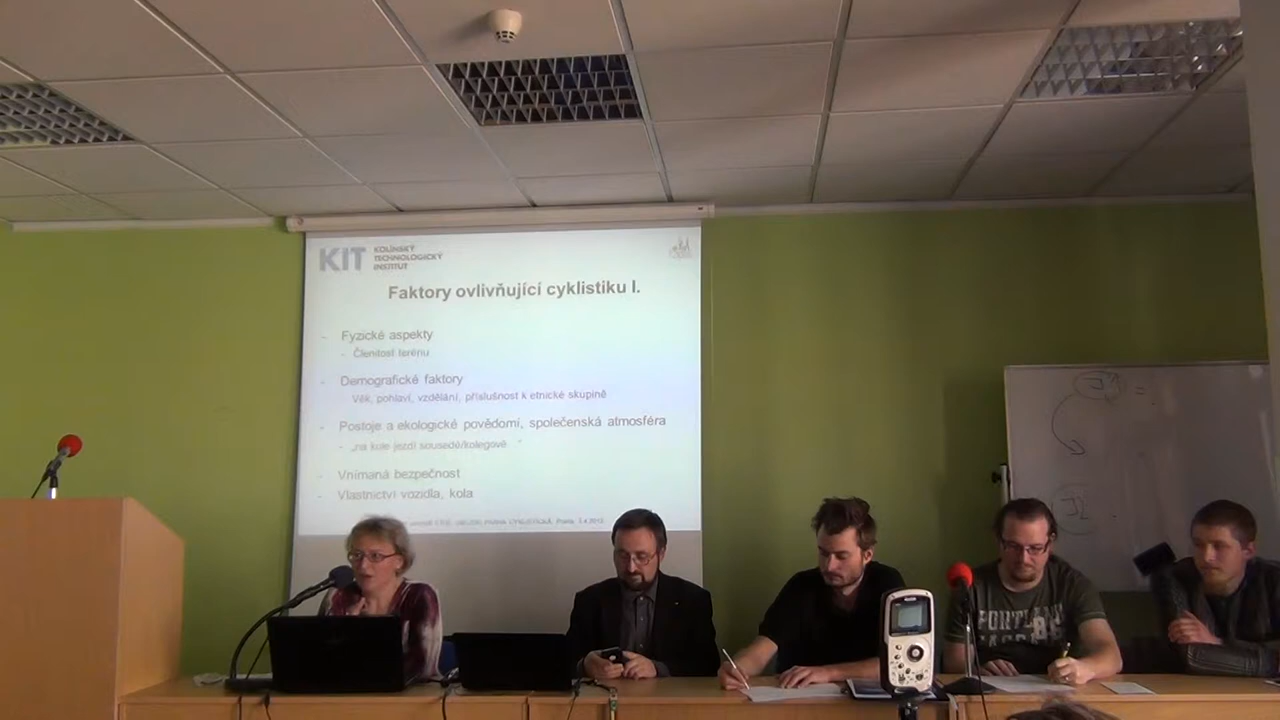 KIT KOLÍNSKÝ
TECHNOLOGICKÝ
INSTITUT
Faktory ovlivňující cyklistiku I.
- Fyzické aspekty
- Členitost terénu
- Demografické faktory
Věk, pohlaví, vzdělání, příslušnost k etnické skupině
- Postoje a ekologické povědomí, společenská atmosféra
- „na kole jezdí sousedé/kolegové "
- Vnímaná bezpečnost
- Vlastnictví vozidla, kola
PORTLAND